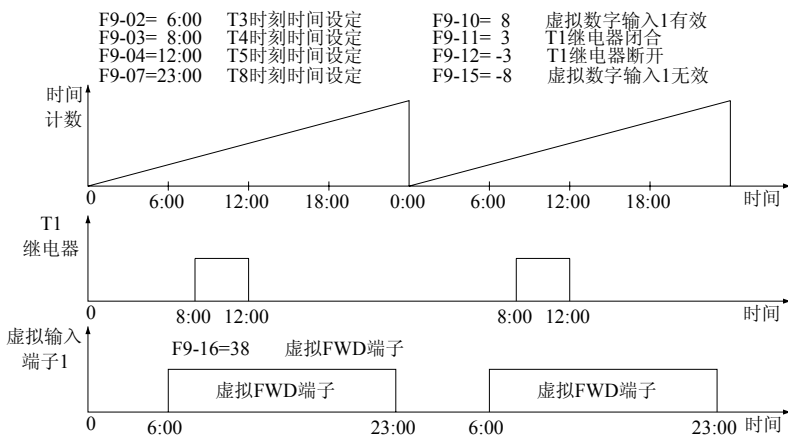 F9-02= 6:00 T3时刻时间设定 F9-10= 8 虚拟数字输入1有效
F9-03= 8:00 T4时刻时间设定 F9-11= 3 T1继电器闭合
F9-04=12:00 T5时刻时间设定 F9-12= -3 T1继电器断开
F9-07=23:00 T8时刻时间设定 F9-15= -8 虚拟数字输入1无效
时间
计数
0 6:00 12:00 18:00 0:00 6:00 12:00 18:00 时间
T1
继电器
0 8:00 12:00 8:00 12:00 时间
虚拟输入
端子1
F9-16=38 虚拟FWD端子
虚拟FWD端子 虚拟FWD端子
0 6:00 23:00 6:00 23:00 时间